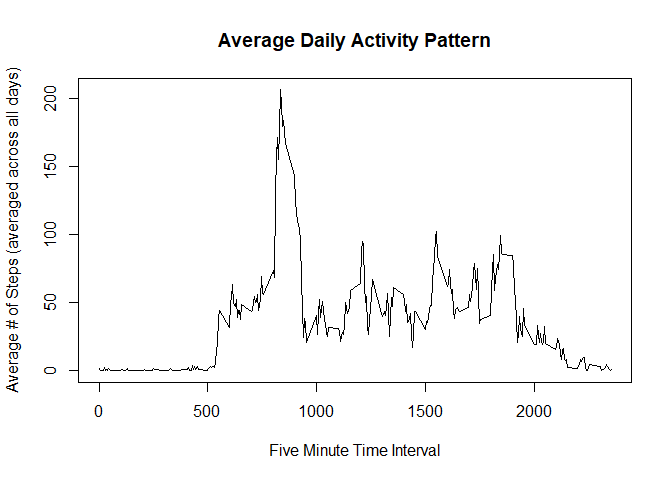 Average Daily Activity Pattern
Average # of Steps (averaged across all days)
200
150
100
50
0
0 500 1000 1500 2000
Five Minute Time Interval